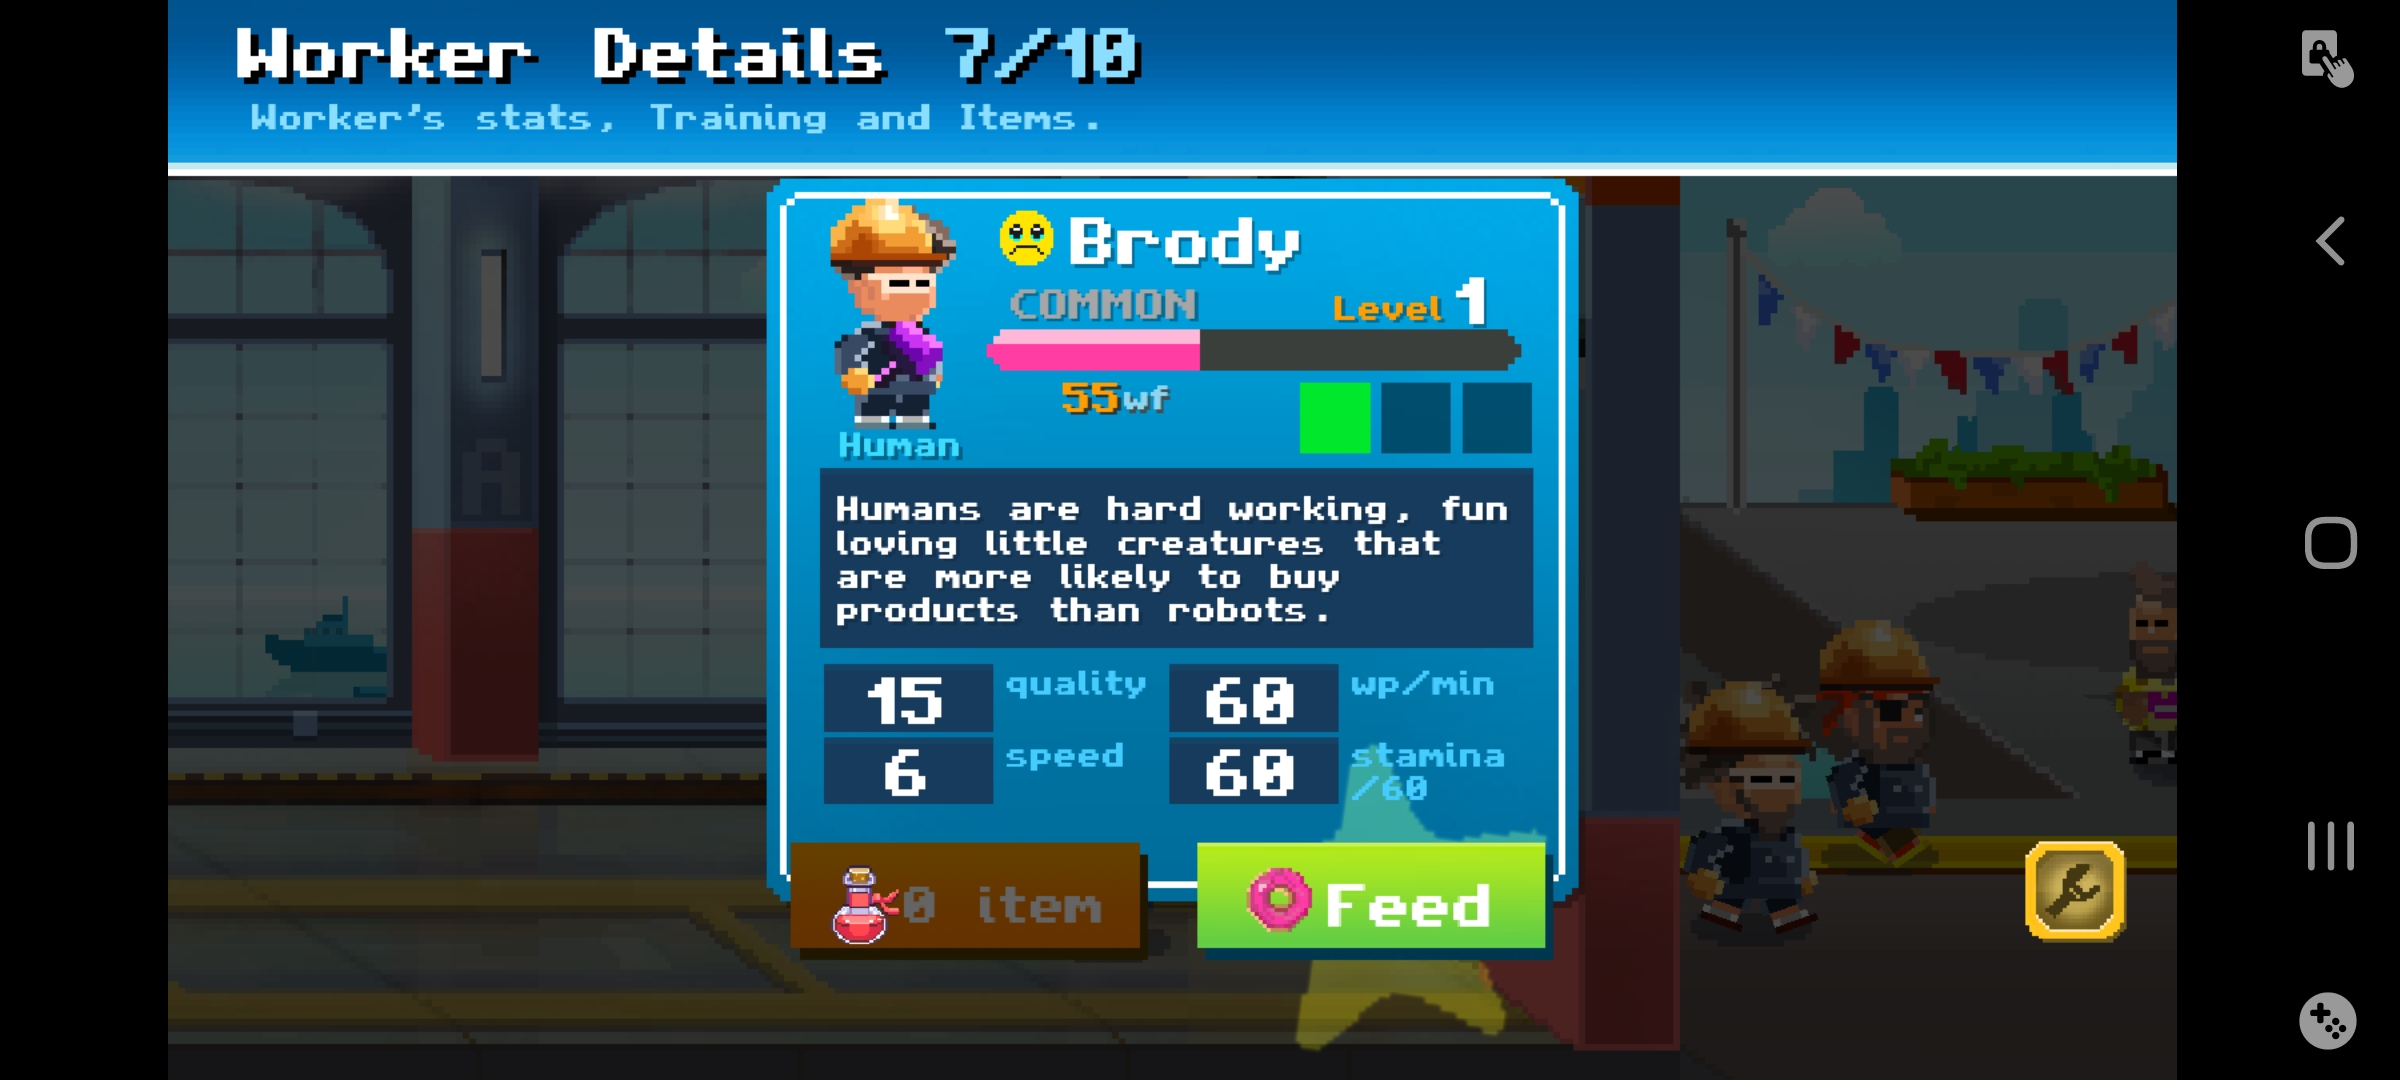 Worker Details 7/10
Worker's stats, Training and Items.
Brody
COMMON
Level 1
55wf
Human
Humans are hard working, fun
loving little creatures that
are more likely to buy
products than robots.
15 quality 60 wp/min
6 speed 60 stamina
/60
0 item
Feed
A